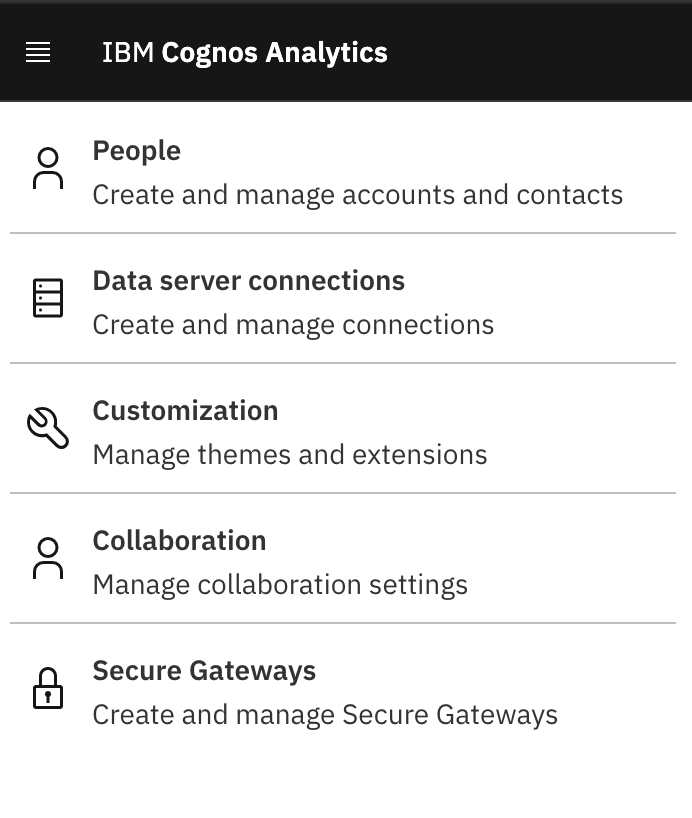 IBM Cognos Analytics
People
Create and manage accounts and contacts
Data server connections
Create and manage connections
Customization
Manage themes and extensions
Collaboration
Manage collaboration settings
Secure Gateways
Create and manage Secure Gateways